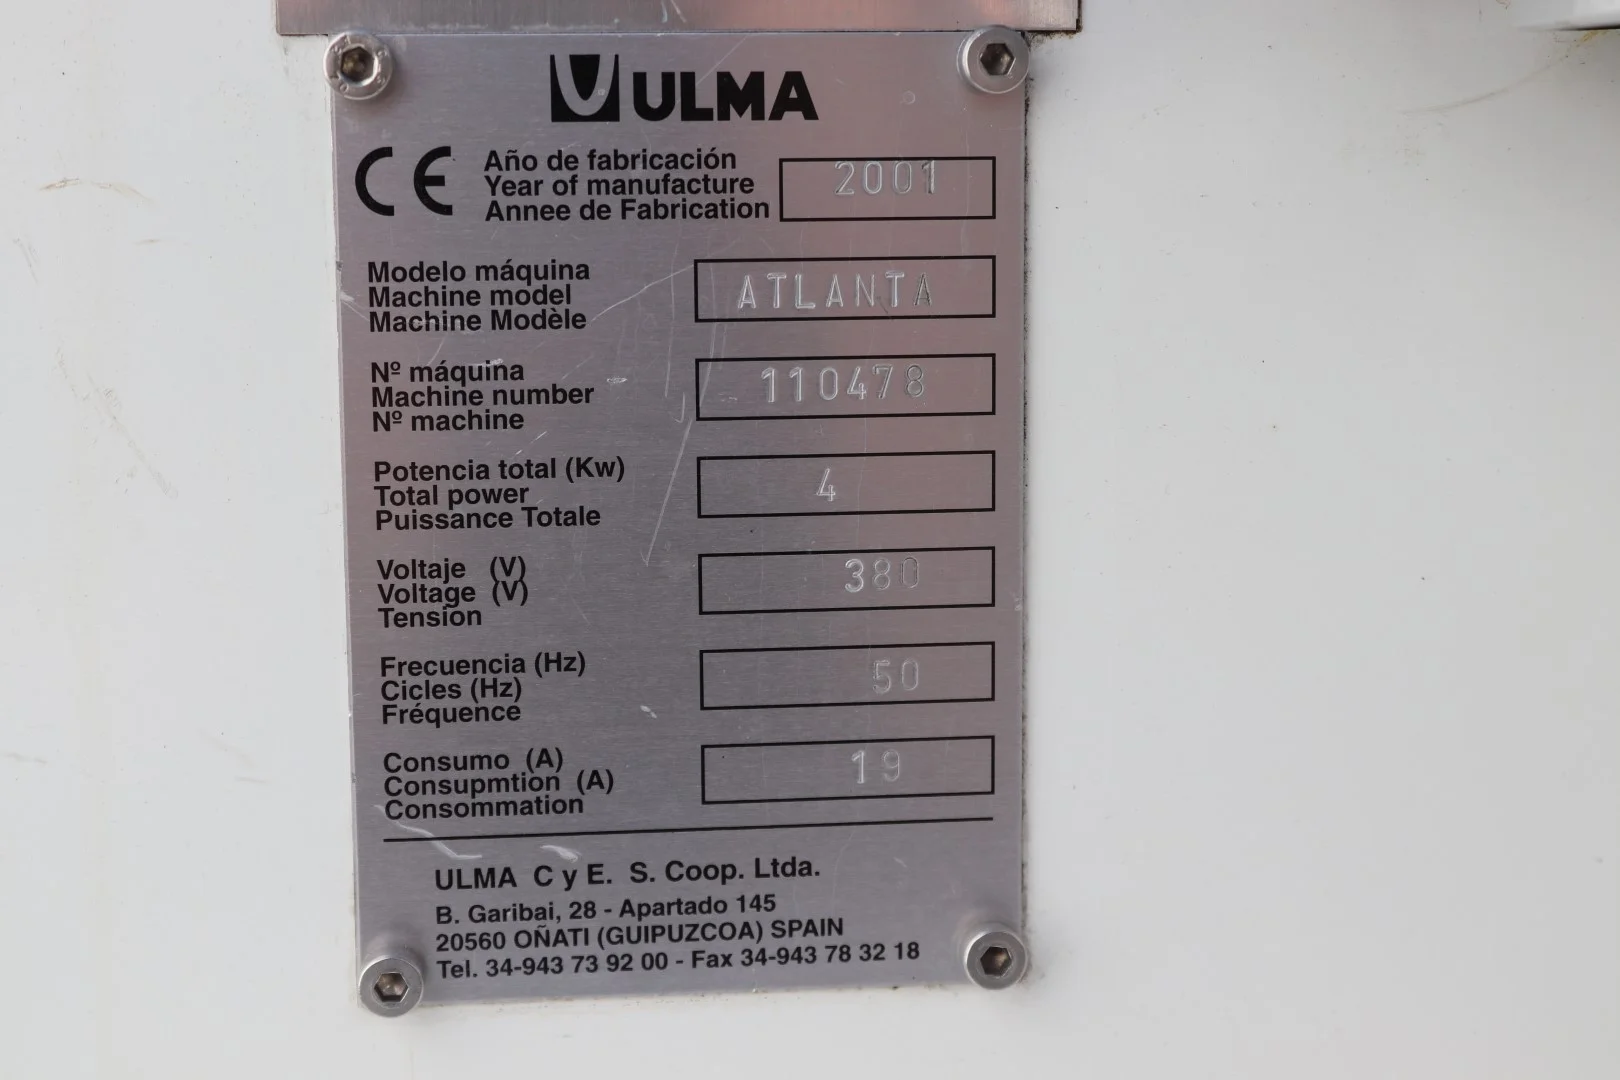 ULMA
CE
Año de fabricación
Year of manufacture
Annee de Fabrication
2001
Modelo máquina
Machine model
Machine Modèle
ATLANTA
Nº máquina
Machine number
Nº machine
110478
Potencia total (Kw)
Total power
Puissance Totale
4
Voltaje (V)
Voltage (V)
Tensión
380
Frecuencia (Hz)
Cicles (Hz)
Fréquence
50
Consumo (A)
Consupmtion (A)
Consommation
19
ULMA C y E. S. Coop. Ltda.
B. Garibai, 28 - Apartado 145
20560 OÑATI (GUIPUZCOA) SPAIN
Tel. 34-943 73 92 00 - Fax 34-943 78 32 18